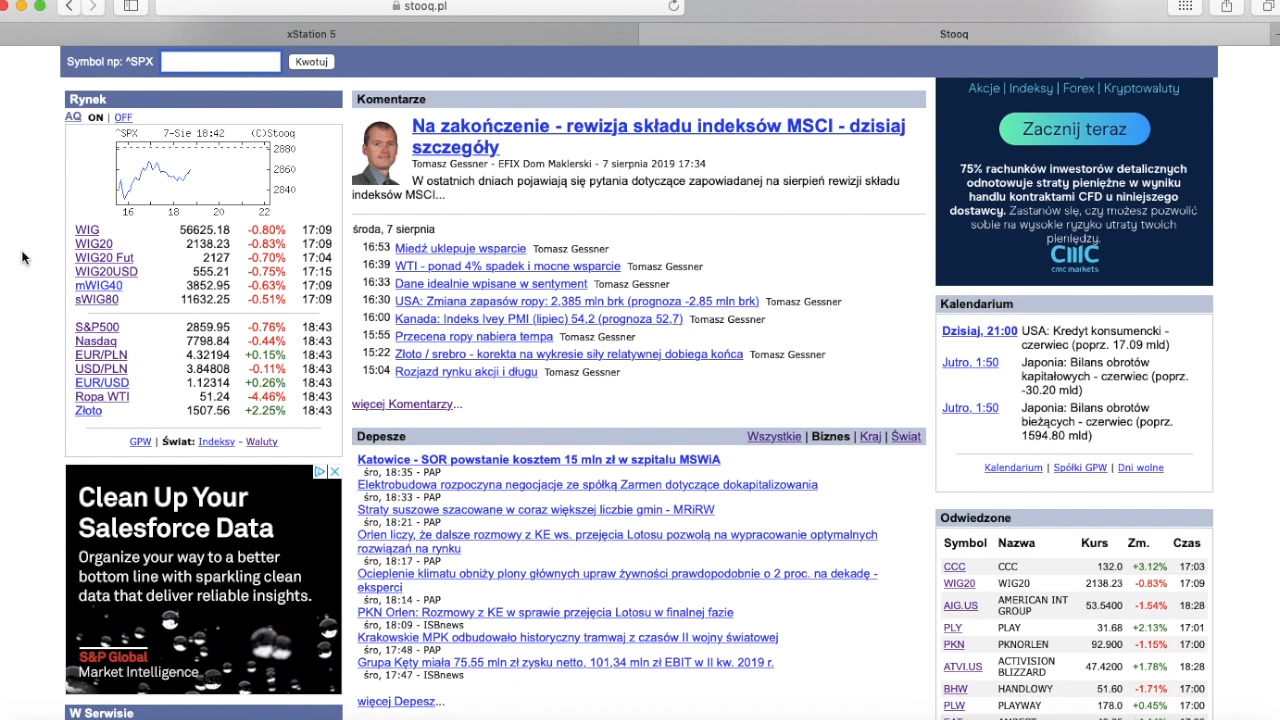 stooq.pl
xStation 5
Stooq
Symbol np: ^SPX
Kwotuj
Rynek
AQ ON | OFF
^SPX 7-Sie 18:42 (C)Stooq
2880
2860
2840
16 18 20 22
WIG 56625.18 -0.80% 17:09
WIG20 2138.23 -0.83% 17:09
WIG20 Fut 2127 -0.70% 17:04
WIG20USD 555.21 -0.75% 17:15
mWIG40 3852.95 -0.63% 17:09
sWIG80 11632.25 -0.51% 17:09
S&P500 2859.95 -0.76% 18:43
Nasdaq 7798.84 -0.44% 18:43
EUR/PLN 4.32194 +0.15% 18:43
USD/PLN 3.84808 -0.11% 18:43
EUR/USD 1.12314 +0.26% 18:43
Ropa WTI 51.24 -4.46% 18:43
Złoto 1507.56 +2.25% 18:43
GPW | Świat: Indeksy - Waluty
Clean Up Your
Salesforce Data
Organize your way to a better
bottom line with sparkling clean
data that deliver reliable insights.
S&P Global
Market Intelligence
W Serwisie
Komentarze
Na zakończenie - rewizja składu indeksów MSCI - dzisiaj
szczegóły
Tomasz Gessner - EFIX Dom Maklerski - 7 sierpnia 2019 17:34
W ostatnich dniach pojawiają się pytania dotyczące zapowiadanej na sierpień rewizji składu
indeksów MSCI...
środa, 7 sierpnia
16:53 Miedź uklepuje wsparcie Tomasz Gessner
16:39 WTI - ponad 4% spadek i mocne wsparcie Tomasz Gessner
16:33 Dane idealnie wpisane w sentyment Tomasz Gessner
16:30 USA: Zmiana zapasów ropy: 2,385 mln brk (prognoza -2,85 mln brk) Tomasz Gessner
16:00 Kanada: Indeks Ivey PMI (lipiec) 54,2 (prognoza 52,7) Tomasz Gessner
15:55 Przecena ropy nabiera tempa Tomasz Gessner
15:22 Złoto / srebro - korekta na wykresie siły relatywnej dobiega końca Tomasz Gessner
15:04 Rozjazd rynku akcji i długu Tomasz Gessner
więcej Komentarzy...
Depesze Wszystkie | Biznes | Kraj | Świat
Katowice - SOR powstanie kosztem 15 mln zł w szpitalu MSWiA
śro, 18:35 - PAP
Elektrobudowa rozpoczyna negocjacje ze spółką Zarmen dotyczące dokapitalizowania
śro, 18:33 - PAP
Straty suszowe szacowane w coraz większej liczbie gmin - MRiRW
śro, 18:21 - PAP
Orlen liczy, że dalsze rozmowy z KE ws. przejęcia Lotosu pozwolą na wypracowanie optymalnych
rozwiązań na rynku
śro, 18:17 - PAP
Ocieplenie klimatu obniży plony głównych upraw żywności prawdopodobnie o 2 proc. na dekadę -
eksperci
śro, 18:14 - PAP
PKN Orlen: Rozmowy z KE w sprawie przejęcia Lotosu w finalnej fazie
śro, 18:09 - ISBnews
Krakowskie MPK odbudowało historyczny tramwaj z czasów II wojny światowej
śro, 17:48 - PAP
Grupa Kęty miała 75,55 mln zł zysku netto, 101,34 mln zł EBIT w II kw. 2019 r.
śro, 17:47 - ISBnews
więcej Depesz...
Akcje | Indeksy | Forex | Kryptowaluty
Zacznij teraz
75% rachunków inwestorów detalicznych
odnotowuje straty pieniężne w wyniku
handlu kontraktami CFD u niniejszego
dostawcy. Zastanów się, czy możesz pozwolić
sobie na wysokie ryzyko utraty twoich
pieniędzy.
cmc
cmc markets
Kalendarium
Dzisiaj, 21:00 USA: Kredyt konsumencki -
czerwiec (poprz. 17.09 mld)
Jutro, 1:50 Japonia: Bilans obrotów
kapitałowych - czerwiec (poprz.
-30.20 mld)
Jutro, 1:50 Japonia: Bilans obrotów
bieżących - czerwiec (poprz.
1594.80 mld)
Kalendarium | Spółki GPW | Dni wolne
Odwiedzone
Symbol Nazwa Kurs Zm. Czas
CCC CCC 132.0 +3.12% 17:03
WIG20 WIG20 2138.23 -0.83% 17:09
AIG.US AMERICAN INT GROUP 53.5400 -1.54% 18:28
PLY PLAY 31.68 +2.13% 17:01
PKN PKNORLEN 92.900 -1.15% 17:00
ATVI.US ACTIVISION BLIZZARD 47.4200 +1.78% 18:28
BHW HANDLOWY 51.60 -1.71% 17:00
PLW PLAYWAY 178.0 +0.45% 17:00